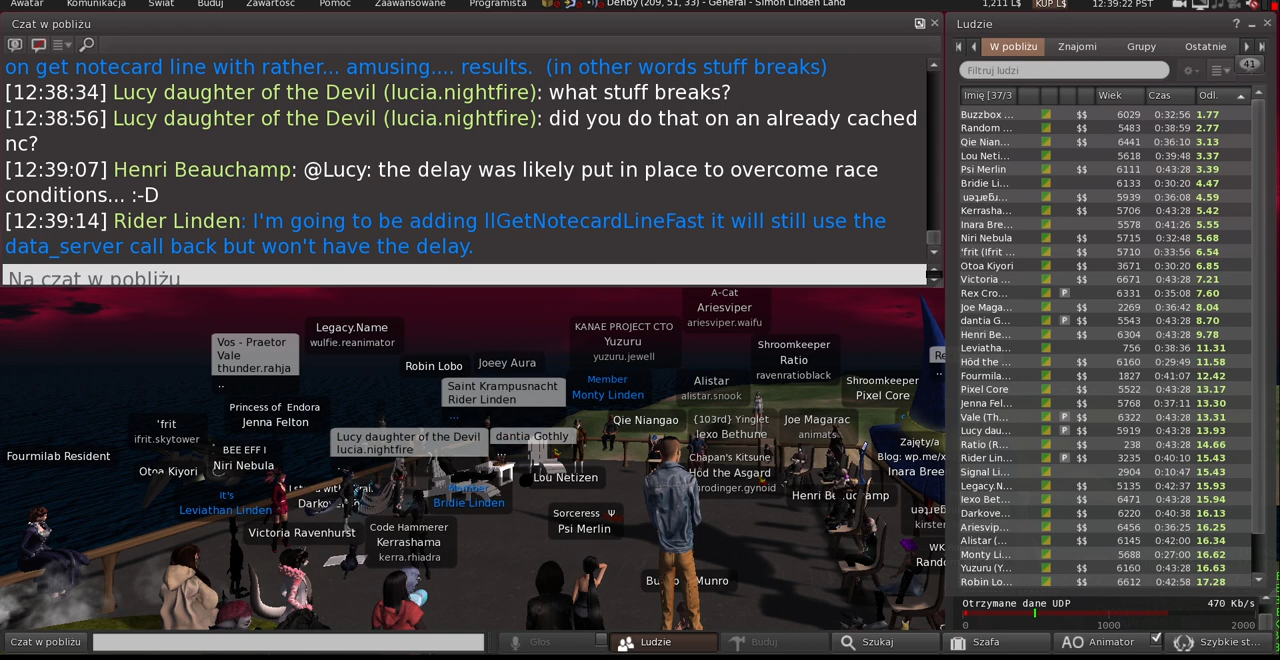 Awatar Komunikacja Świat Buduj Zawartość Pomoc Zaawansowane Programista Denby (209, 51, 33) - General - Simon Linden Land 1,211 L$ KUP L$ 12:39:22 PST
Czat w pobliżu
on get notecard line with rather... amusing.... results. (in other words stuff breaks)
[12:38:34] Lucy daughter of the Devil (lucia.nightfire): what stuff breaks?
[12:38:56] Lucy daughter of the Devil (lucia.nightfire): did you do that on an already cached
nc?
[12:39:07] Henri Beauchamp: @Lucy: the delay was likely put in place to overcome race
conditions... :-D
[12:39:14] Rider Linden: I'm going to be adding llGetNotecardLineFast it will still use the
data_server call back but won't have the delay.
Na czat w pobliżu
A-Cat
Ariesviper
ariesviper.waifu
Legacy.Name
wulfie.reanimator
KANAE PROJECT CTO
Yuzuru
yuzuru.jewell
Vos - Praetor
Vale
thunder.rahja
..
Robin Lobo
Joeey Aura
Shroomkeeper
Ratio
ravenratioblack
Saint Krampusnacht
Rider Linden
...
Member
Monty Linden
Alistar
alistar.snook
Shroomkeeper
Pixel Core
Re
..
Princess of Endora
Jenna Felton
'frit
ifrit.skytower
Qie Niangao
{103rd} Yinglet
Iexo Bethune
Joe Magarac
animats
Lucy daughter of the Devil
lucia.nightfire
dantia Gothly
...
BEE EFF I
Niri Nebula
Fourmilab Resident
Otoa Kiyori
Chapan's Kitsune
Höd the Asgard
Zajęty/a
Lou Netizen
Member
Bridie Linden
It's
Leviathan Linden
Henri Beauchamp
Sorceress Ψ
Psi Merlin
Victoria Ravenhurst
Code Hammerer
Kerrashama
kerra.rhiadra
WK
Ludzie
W pobliżu Znajomi Grupy Ostatnie
Filtruj ludzi 41
Imię [37/3 Wiek Czas Odl.
Buzzbox ... $$ 6029 0:32:56 1.77
Random ... $$ 5483 0:38:59 2.77
Qie Nian... $$ 6441 0:36:10 3.13
Lou Neti... 5618 0:39:48 3.37
Psi Merlin $$ 6111 0:43:28 3.39
Bridie Li... 6133 0:30:20 4.47
uɐʇɹɐƃu... $$ 5939 0:36:08 4.59
Kerrasha... $$ 5706 0:43:28 5.42
Inara Bre... 5578 0:41:26 5.55
Niri Nebula $$ 5715 0:32:48 5.68
'frit (Ifrit ... $$ 5710 0:33:56 6.54
Otoa Kiyori $$ 3671 0:30:20 6.85
Victoria ... $$ 6671 0:43:28 7.21
Rex Cro... P 6331 0:35:08 7.60
Joe Maga... $$ 2269 0:36:42 8.04
dantia G... P $$ 5543 0:43:28 8.70
Henri Be... $$ 6304 0:43:28 9.78
Leviatha... 756 0:38:36 11.31
Höd the... $$ 6160 0:29:49 11.58
Fourmila... $$ 1827 0:41:07 12.42
Pixel Core $$ 5522 0:43:28 13.17
Jenna Fel... $$ 5768 0:37:11 13.30
Vale (Th... P $$ 6322 0:43:28 13.31
Lucy dau... P $$ 5919 0:43:28 13.93
Ratio (R... $$ 238 0:43:28 14.66
Rider Lin... P $$ 3235 0:40:10 15.43
Signal Li... 2904 0:10:47 15.43
Legacy.N... $$ 5135 0:42:37 15.93
Iexo Bet... $$ 6471 0:43:28 15.94
Darkove... $$ 6220 0:40:38 16.13
Ariesvip... $$ 6456 0:36:25 16.25
Alistar (... $$ 6145 0:42:00 16.34
Monty Li... 5688 0:27:00 16.62
Yuzuru (Y... $$ 6160 0:43:28 16.63
Robin Lo... $$ 6612 0:42:58 17.28
Otrzymane dane UDP 470 Kb/s
0 1000 2000
Czat w pobliżu Głos Ludzie Buduj Szukaj Szafa AO Animator Szybkie st...